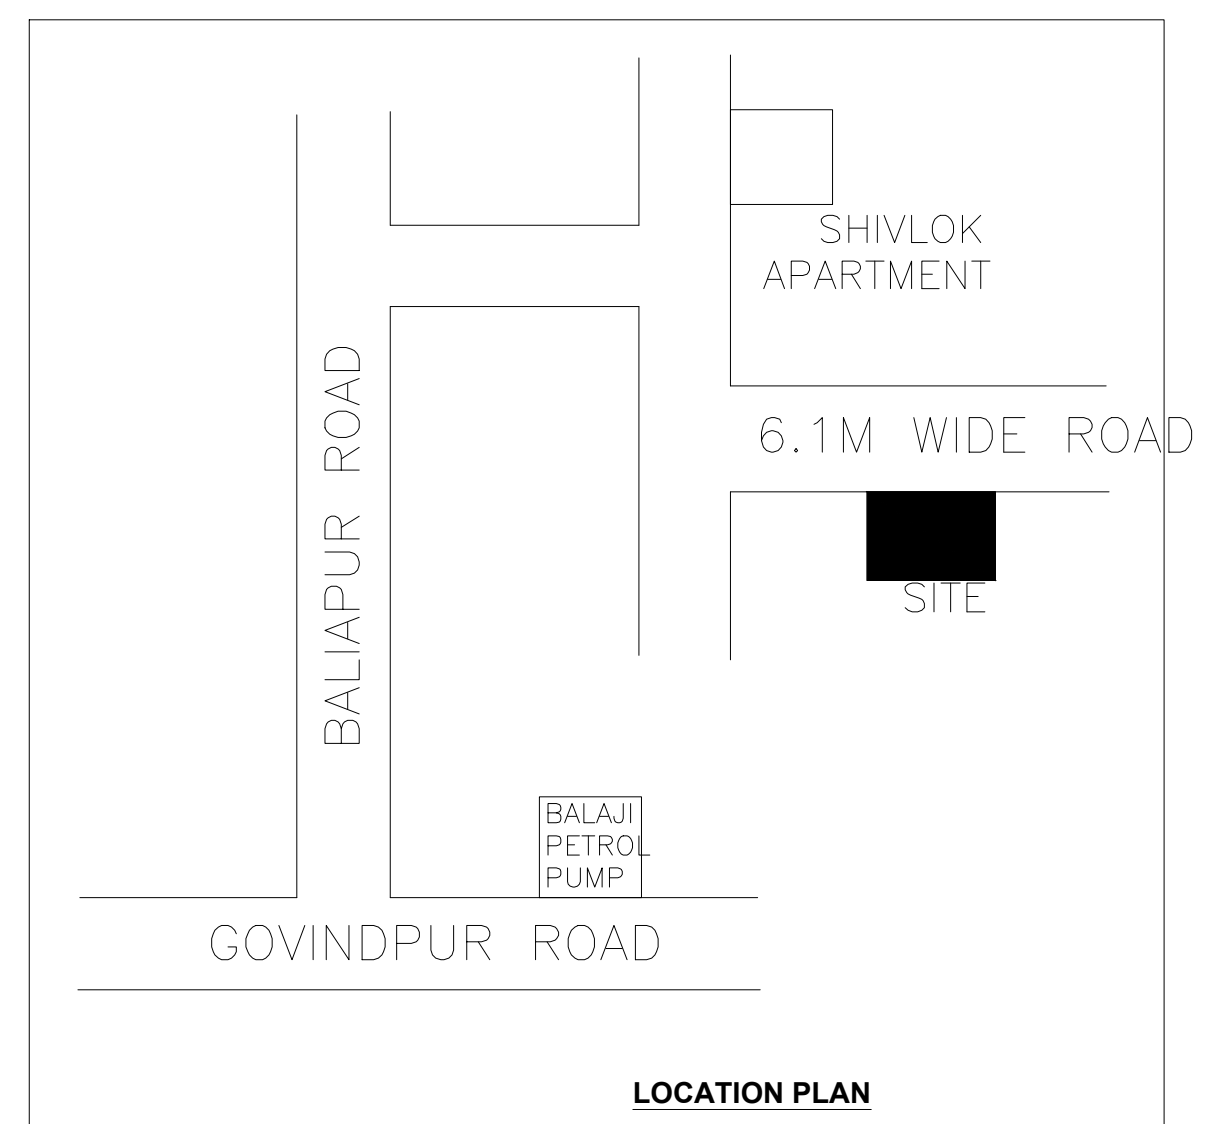 SHIVLOK
APARTMENT
6.1M WIDE ROAD
BALIAPUR ROAD
SITE
BALAJI
PETROL
PUMP
GOVINDPUR ROAD
LOCATION PLAN